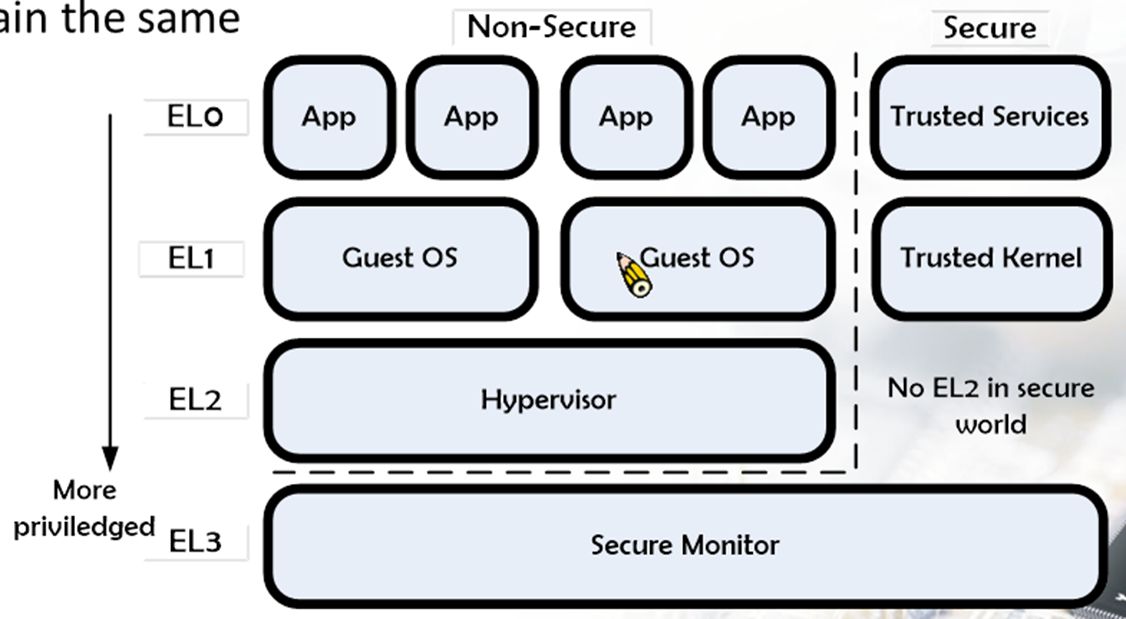 ain the same
Non-Secure
Secure
EL0
App
App
App
App
Trusted Services
EL1
Guest OS
Guest OS
Trusted Kernel
EL2
Hypervisor
No EL2 in secure
world
More
priviledged
EL3
Secure Monitor